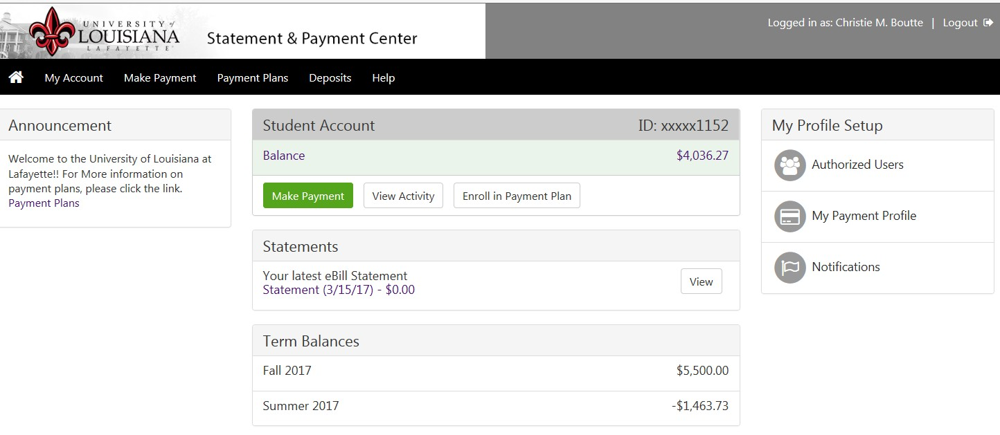 UNIVERSITY of
LOUISIANA
LAFAYETTE
Statement & Payment Center
Logged in as: Christie M. Boutte | Logout
My Account Make Payment Payment Plans Deposits Help
Announcement
Welcome to the University of Louisiana at
Lafayette!! For More information on
payment plans, please click the link.
Payment Plans
Student Account ID: xxxxx1152
Balance $4,036.27
Make Payment View Activity Enroll in Payment Plan
Statements
Your latest eBill Statement
Statement (3/15/17) - $0.00
View
Term Balances
Fall 2017 $5,500.00
Summer 2017 -$1,463.73
My Profile Setup
Authorized Users
My Payment Profile
Notifications